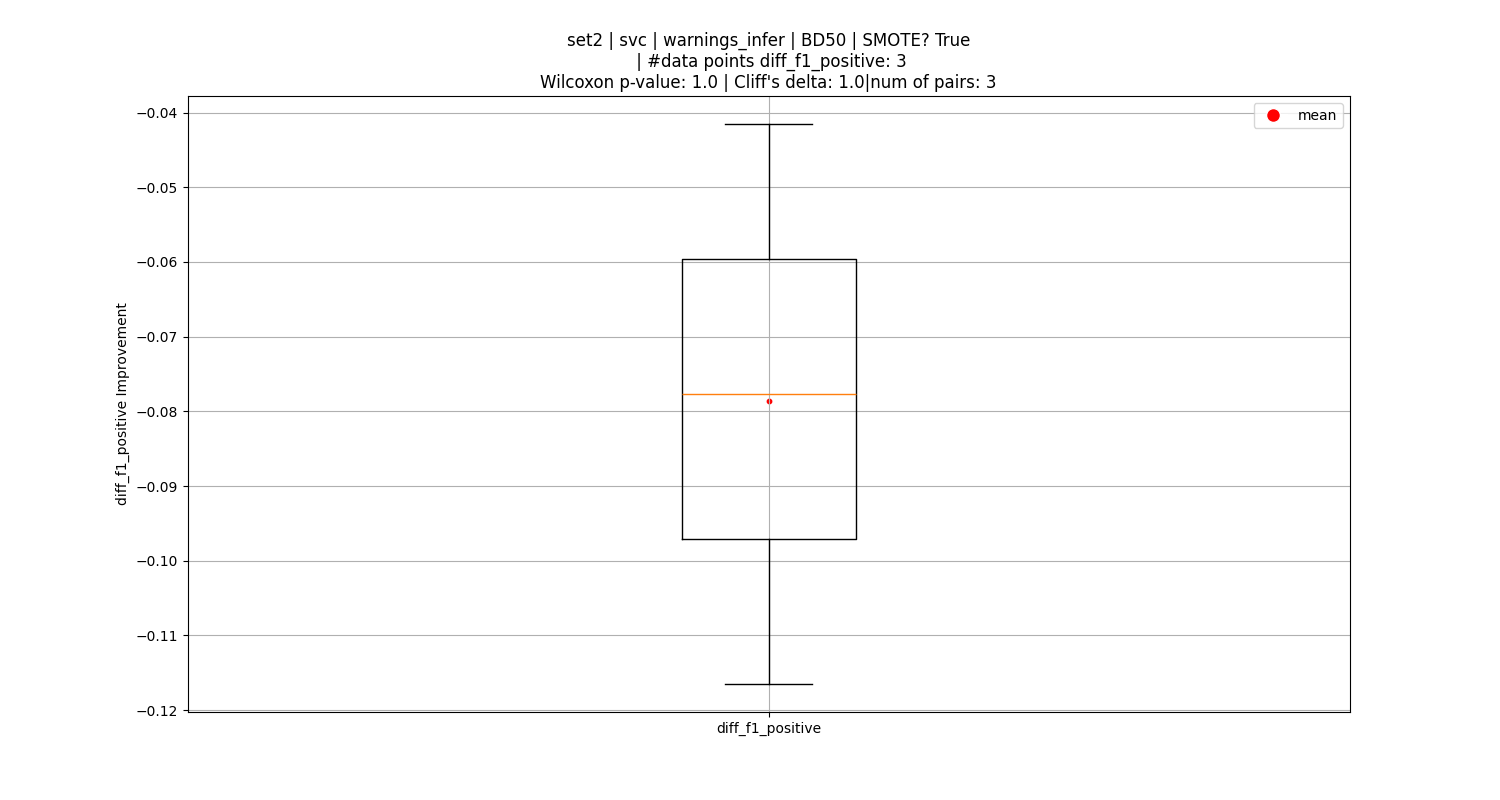 set2 | svc | warnings_infer | BD50 | SMOTE? True
| #data points diff_f1_positive: 3
Wilcoxon p-value: 1.0 | Cliff's delta: 1.0|num of pairs: 3
mean
−0.04
−0.05
−0.06
−0.07
−0.08
−0.09
−0.10
−0.11
−0.12
diff_f1_positive Improvement
diff_f1_positive